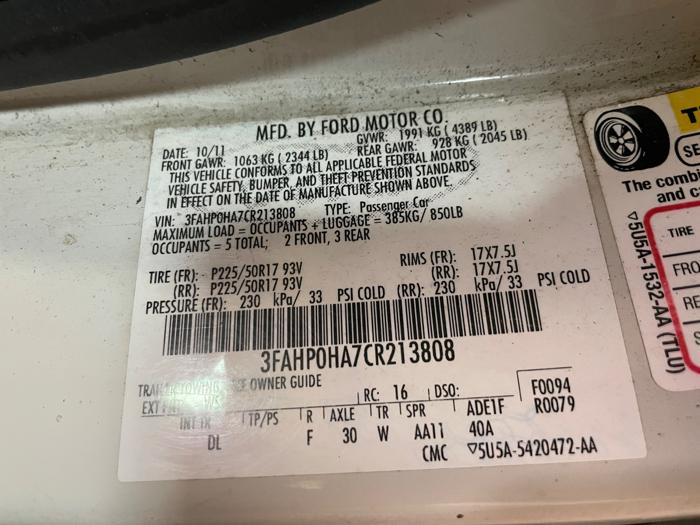 MFD. BY FORD MOTOR CO.
DATE: 10/11 GVWR: 1991 KG (4389 LB)
FRONT GAWR: 1063 KG (2344 LB) REAR GAWR: 928 KG (2045 LB)
THIS VEHICLE CONFORMS TO ALL APPLICABLE FEDERAL MOTOR
VEHICLE SAFETY, BUMPER, AND THEFT PREVENTION STANDARDS
IN EFFECT ON THE DATE OF MANUFACTURE SHOWN ABOVE.
VIN: 3FAHP0HA7CR213808 TYPE: Passenger Car
MAXIMUM LOAD = OCCUPANTS + LUGGAGE = 385KG/ 850LB
OCCUPANTS = 5 TOTAL; 2 FRONT, 3 REAR
TIRE (FR): P225/50R17 93V RIMS (FR): 17X7.5J
(RR): P225/50R17 93V (RR): 17X7.5J
PRESSURE (FR): 230 kPa/ 33 PSI COLD (RR): 230 kPa/ 33 PSI COLD
3FAHP0HA7CR213808
OWNER GUIDE
EXT RC: 16 DSO: F0094
INT TR TP/PS R AXLE TR SPR ADE1F R0079
DL F 30 W AA11 40A
CMC ▽5U5A-5420472-AA
The combi
and c
TIRE
FRO
RE
S
▽5U5A-1532-AA (TLU)
T
SE